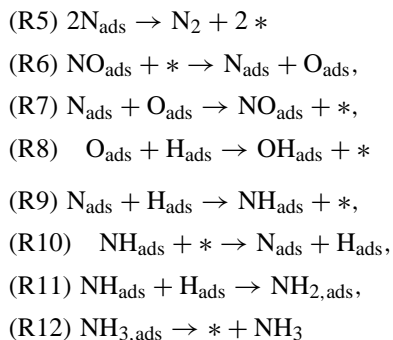 (R5) 2N_ads → N_2 + 2 *
(R6) NO_ads + * → N_ads + O_ads,
(R7) N_ads + O_ads → NO_ads + *,
(R8) O_ads + H_ads → OH_ads + *
(R9) N_ads + H_ads → NH_ads + *,
(R10) NH_ads + * → N_ads + H_ads,
(R11) NH_ads + H_ads → NH_2,ads,
(R12) NH_3,ads → * + NH_3